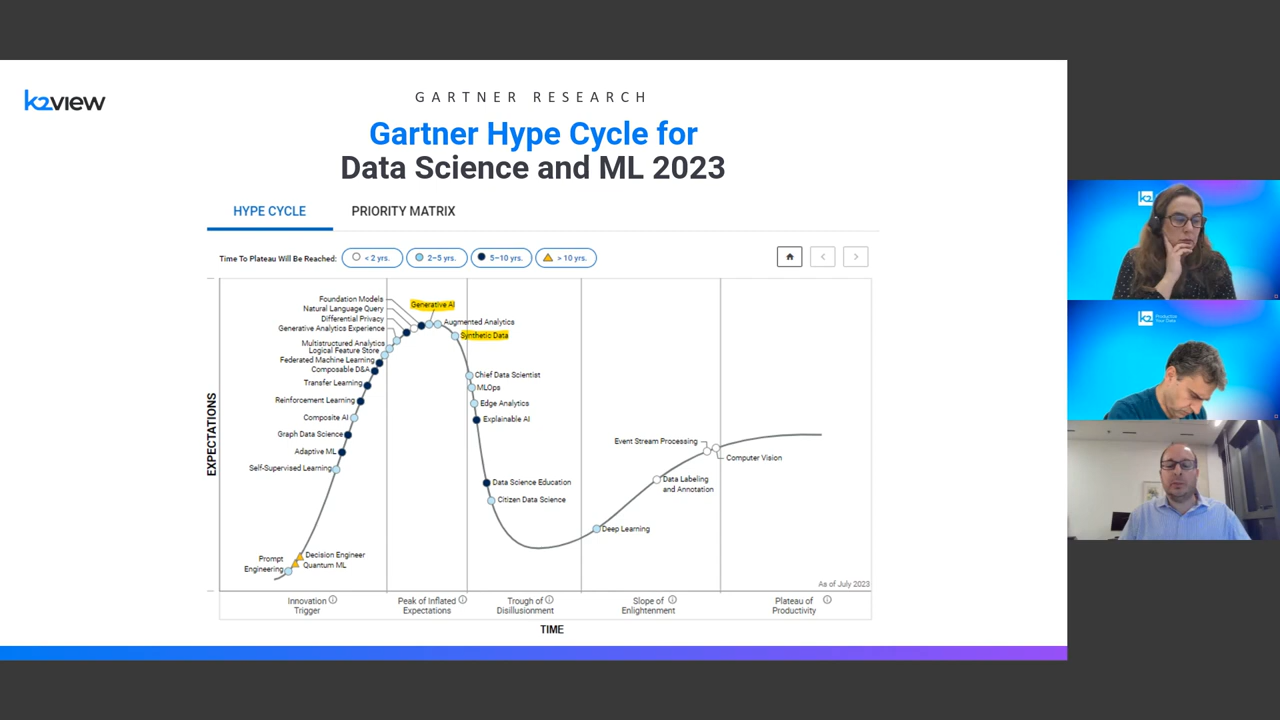 k2view
GARTNER RESEARCH
Gartner Hype Cycle for
Data Science and ML 2023
HYPE CYCLE
PRIORITY MATRIX
Time To Plateau Will Be Reached:
< 2 yrs.
2–5 yrs.
5–10 yrs.
> 10 yrs.
EXPECTATIONS
Foundation Models
Natural Language Query
Differential Privacy
Generative Analytics Experience
Multistructured Analytics
Logical Feature Store
Federated Machine Learning
Composable D&A
Transfer Learning
Reinforcement Learning
Composite AI
Graph Data Science
Adaptive ML
Self-Supervised Learning
Prompt
Engineering
Decision Engineer
Quantum ML
Generative AI
Augmented Analytics
Synthetic Data
Chief Data Scientist
MLOps
Edge Analytics
Explainable AI
Data Science Education
Citizen Data Science
Deep Learning
Data Labeling
and Annotation
Event Stream Processing
Computer Vision
As of July 2023
Innovation
Trigger
Peak of Inflated
Expectations
Trough of
Disillusionment
Slope of
Enlightenment
Plateau of
Productivity
TIME
k2
k2